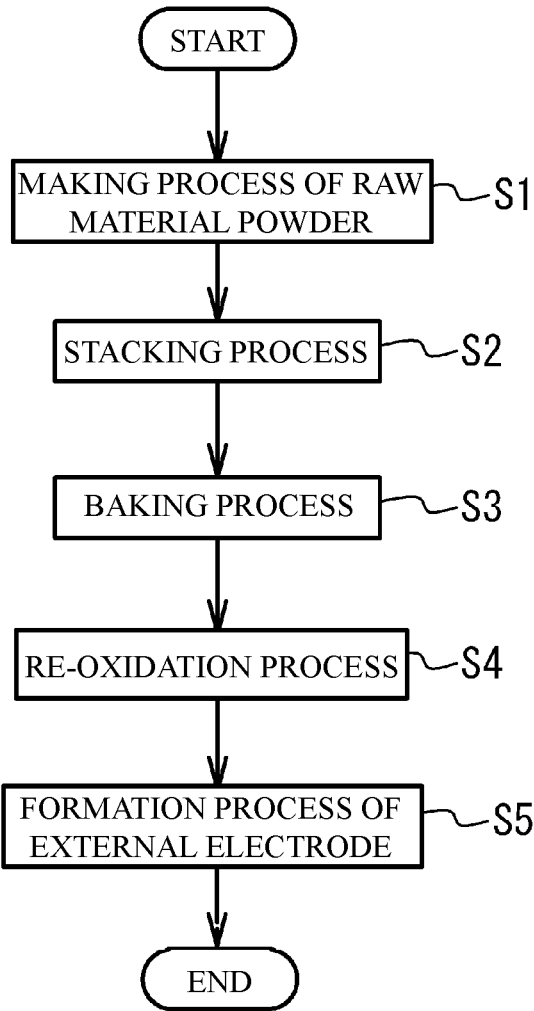 START
MAKING PROCESS OF RAW
MATERIAL POWDER
S1
STACKING PROCESS
S2
BAKING PROCESS
S3
RE-OXIDATION PROCESS
S4
FORMATION PROCESS OF
EXTERNAL ELECTRODE
S5
END